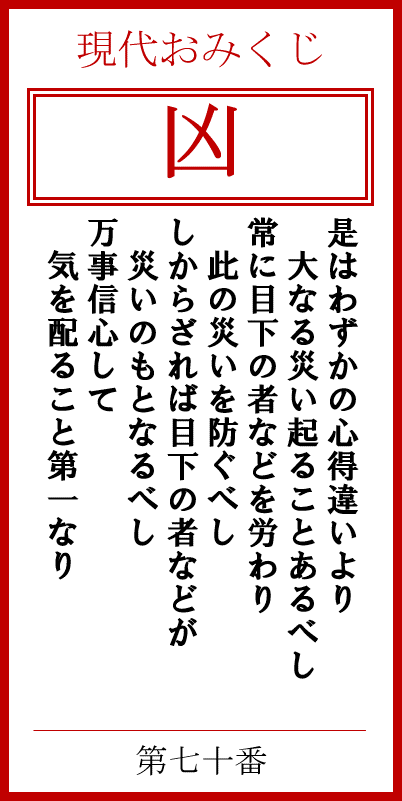 現代おみくじ
凶
是はわずかの心得違いより
大なる災い起ることあるべし
常に目下の者などを労わり
此の災いを防ぐべし
しからざれば目下の者などが
災いのもとなるべし
万事信心して
気を配ること第一なり
第七十番